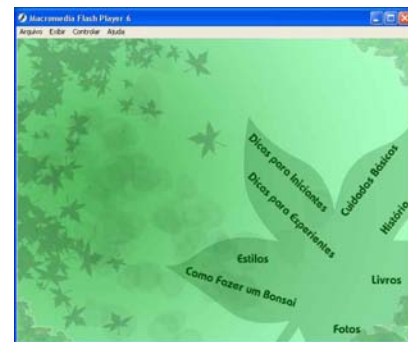 Macromedia Flash Player 6
Arquivo Exibir Controlar Ajuda
Dicas para Iniciantes
Cuidados Básicos
Dicas para Experientes
História
Estilos
Como Fazer um Bonsai
Livros
Fotos